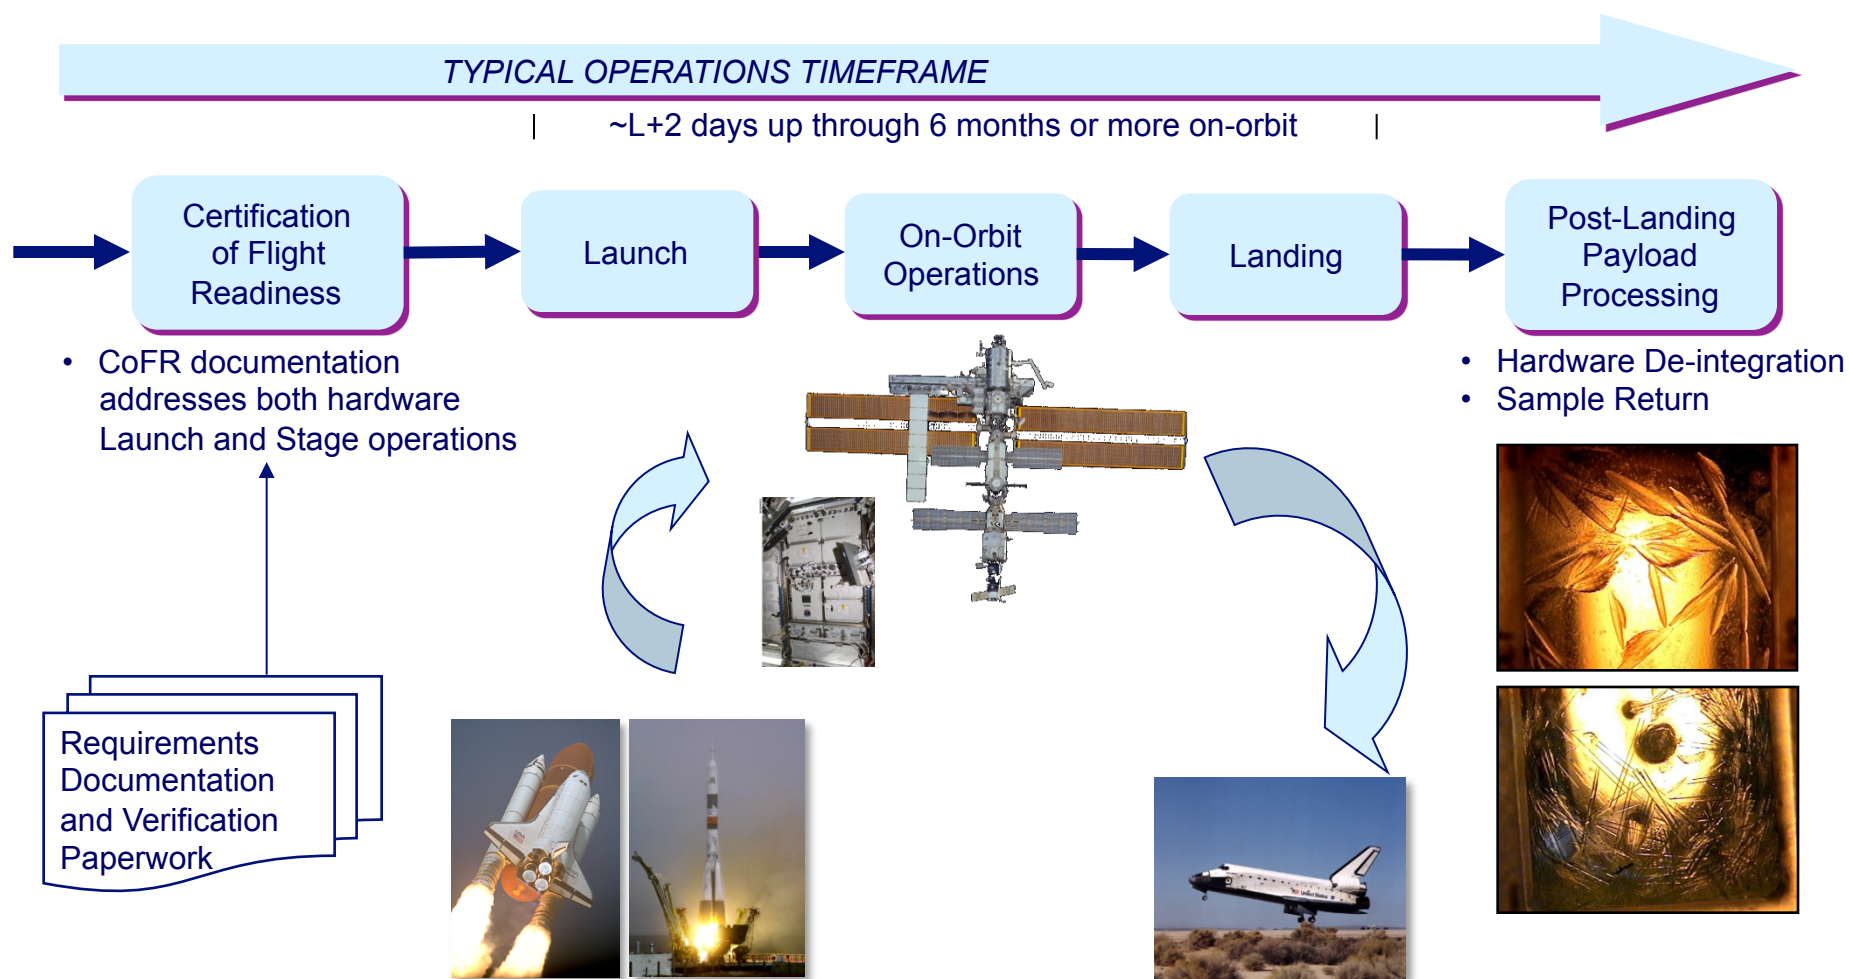 TYPICAL OPERATIONS TIMEFRAME
~L+2 days up through 6 months or more on-orbit
Certification
of Flight
Readiness
Launch
On-Orbit
Operations
Landing
Post-Landing
Payload
Processing
• CoFR documentation
addresses both hardware
Launch and Stage operations
• Hardware De-integration
• Sample Return
Requirements
Documentation
and Verification
Paperwork
United States